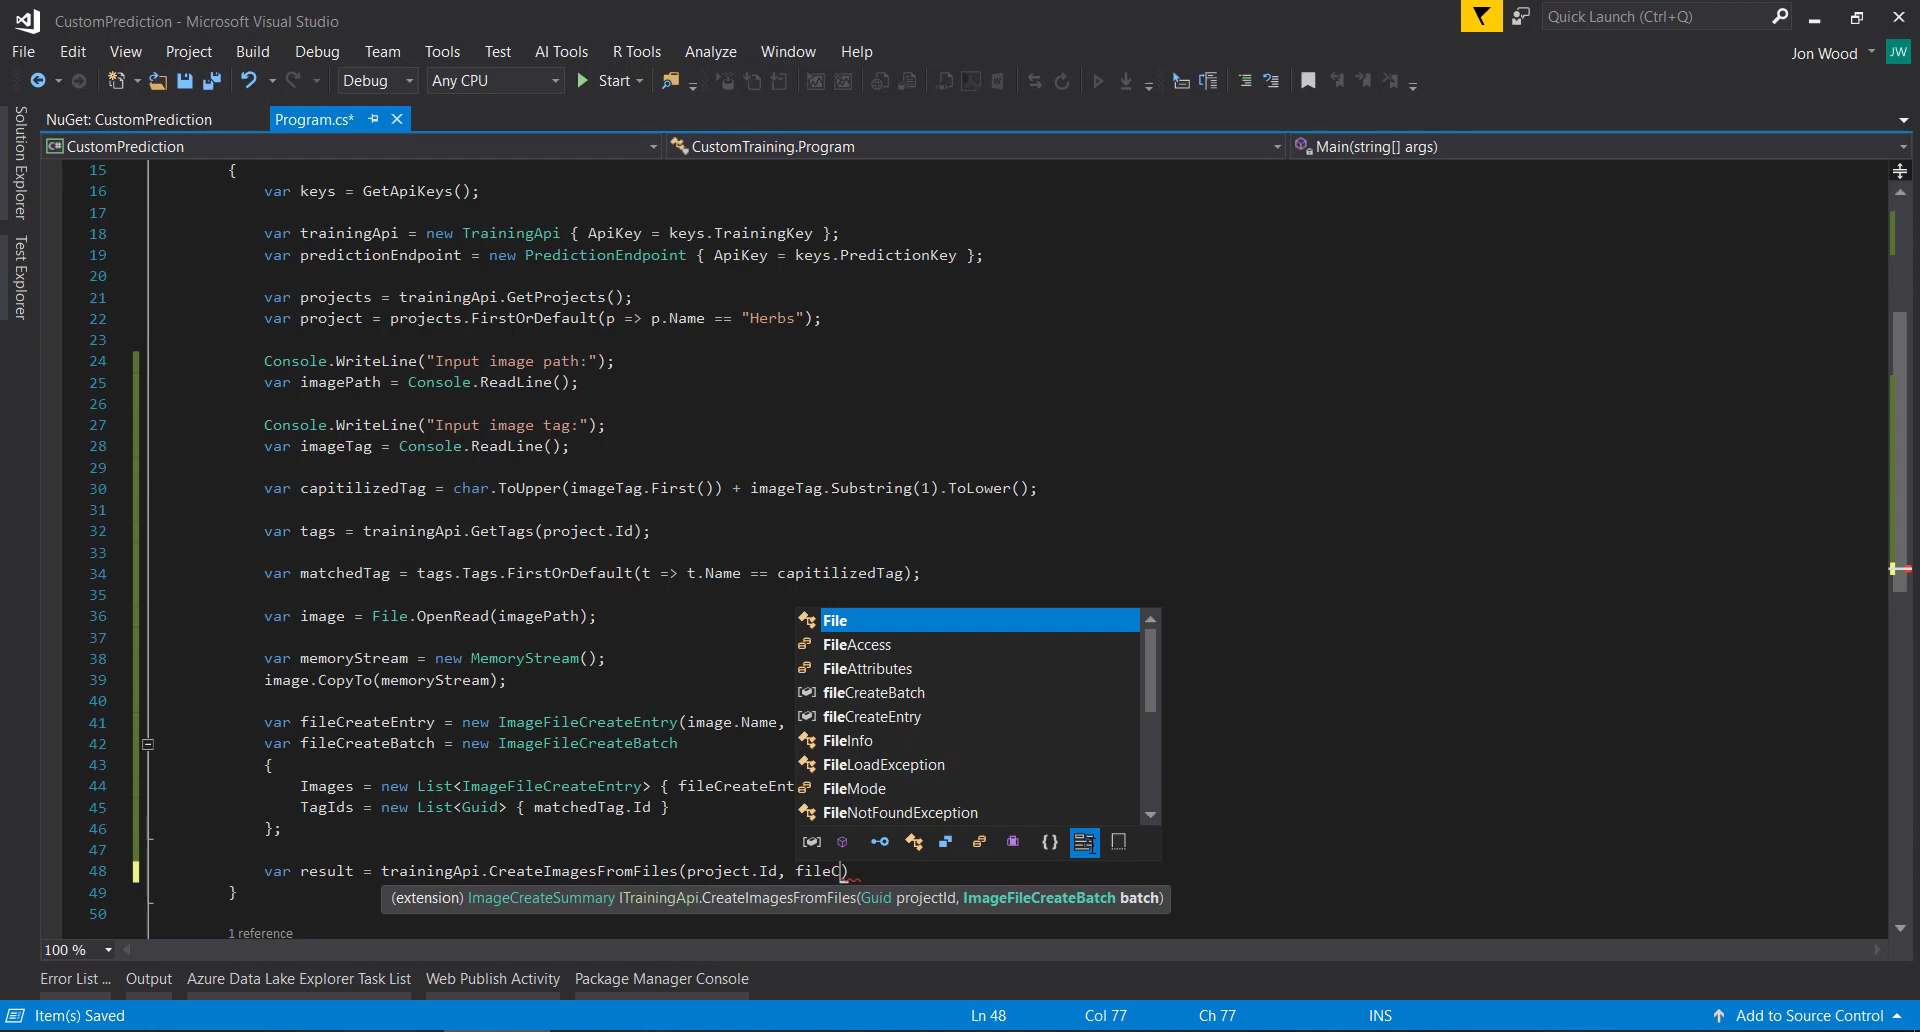 CustomPrediction - Microsoft Visual Studio
Quick Launch (Ctrl+Q)
File Edit View Project Build Debug Team Tools Test AI Tools R Tools Analyze Window Help
Jon Wood JW
Debug Any CPU Start
Solution Explorer
Test Explorer
NuGet: CustomPrediction Program.cs*
C# CustomPrediction CustomTraining.Program Main(string[] args)
15 {
16 var keys = GetApiKeys();
17
18 var trainingApi = new TrainingApi { ApiKey = keys.TrainingKey };
19 var predictionEndpoint = new PredictionEndpoint { ApiKey = keys.PredictionKey };
20
21 var projects = trainingApi.GetProjects();
22 var project = projects.FirstOrDefault(p => p.Name == "Herbs");
23
24 Console.WriteLine("Input image path:");
25 var imagePath = Console.ReadLine();
26
27 Console.WriteLine("Input image tag:");
28 var imageTag = Console.ReadLine();
29
30 var capitilizedTag = char.ToUpper(imageTag.First()) + imageTag.Substring(1).ToLower();
31
32 var tags = trainingApi.GetTags(project.Id);
33
34 var matchedTag = tags.Tags.FirstOrDefault(t => t.Name == capitilizedTag);
35
36 var image = File.OpenRead(imagePath);
37
38 var memoryStream = new MemoryStream();
39 image.CopyTo(memoryStream);
40
41 var fileCreateEntry = new ImageFileCreateEntry(image.Name,
42 var fileCreateBatch = new ImageFileCreateBatch
43 {
44 Images = new List<ImageFileCreateEntry> { fileCreateEnt
45 TagIds = new List<Guid> { matchedTag.Id }
46 };
47
48 var result = trainingApi.CreateImagesFromFiles(project.Id, fileC)
49 }
50
File
FileAccess
FileAttributes
fileCreateBatch
fileCreateEntry
FileInfo
FileLoadException
FileMode
FileNotFoundException
(extension) ImageCreateSummary ITrainingApi.CreateImagesFromFiles(Guid projectId, ImageFileCreateBatch batch)
1 reference
100 %
Error List ... Output Azure Data Lake Explorer Task List Web Publish Activity Package Manager Console
Item(s) Saved Ln 48 Col 77 Ch 77 INS Add to Source Control